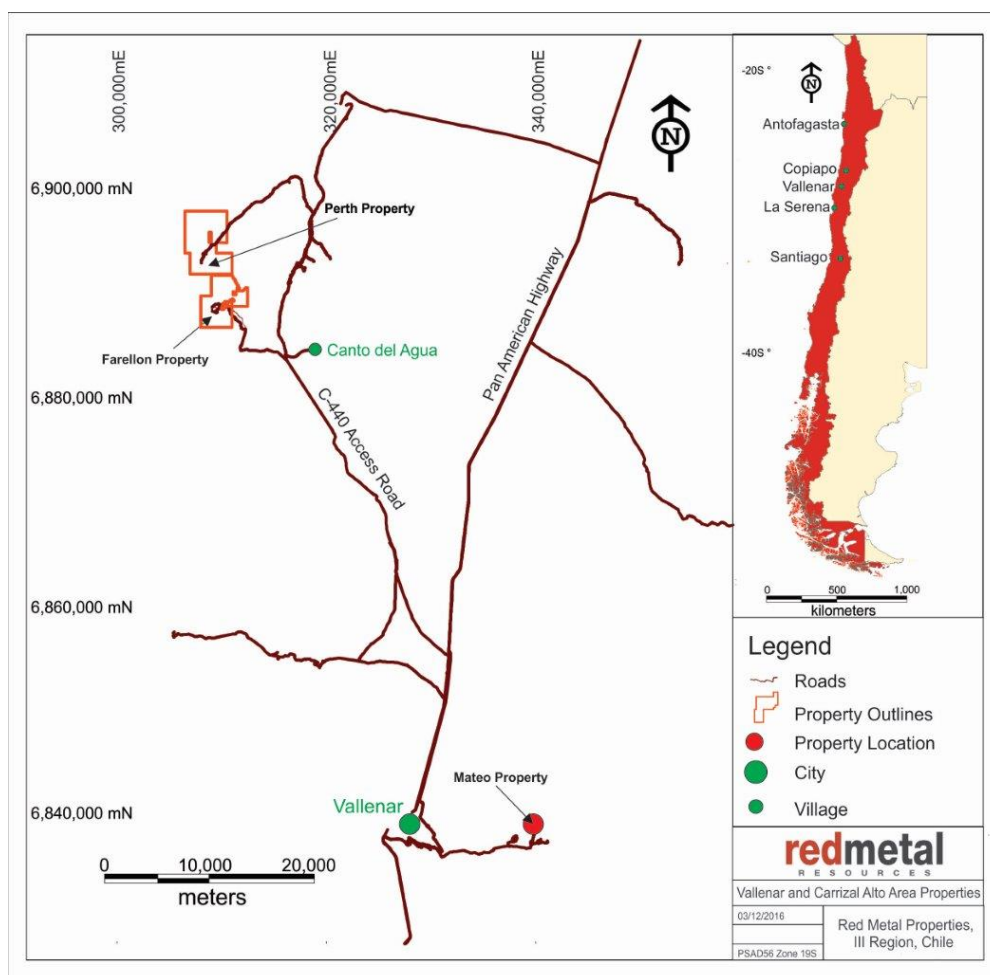 300,000mE
320,000mE
340,000mE
N
6,900,000 mN
Perth Property
Farellon Property
Canto del Agua
6,880,000 mN
C-440 Access Road
Pan American Highway
6,860,000 mN
Mateo Property
Vallenar
6,840,000 mN
0 10,000 20,000
meters
-20S °
N
Antofagasta
Copiapo
Vallenar
La Serena
Santiago
-40S °
0 500 1,000
kilometers
Legend
Roads
Property Outlines
Property Location
City
Village
redmetal
RESOURCES
Vallenar and Carrizal Alto Area Properties
03/12/2016
Red Metal Properties,
III Region, Chile
PSAD56 Zone 19S